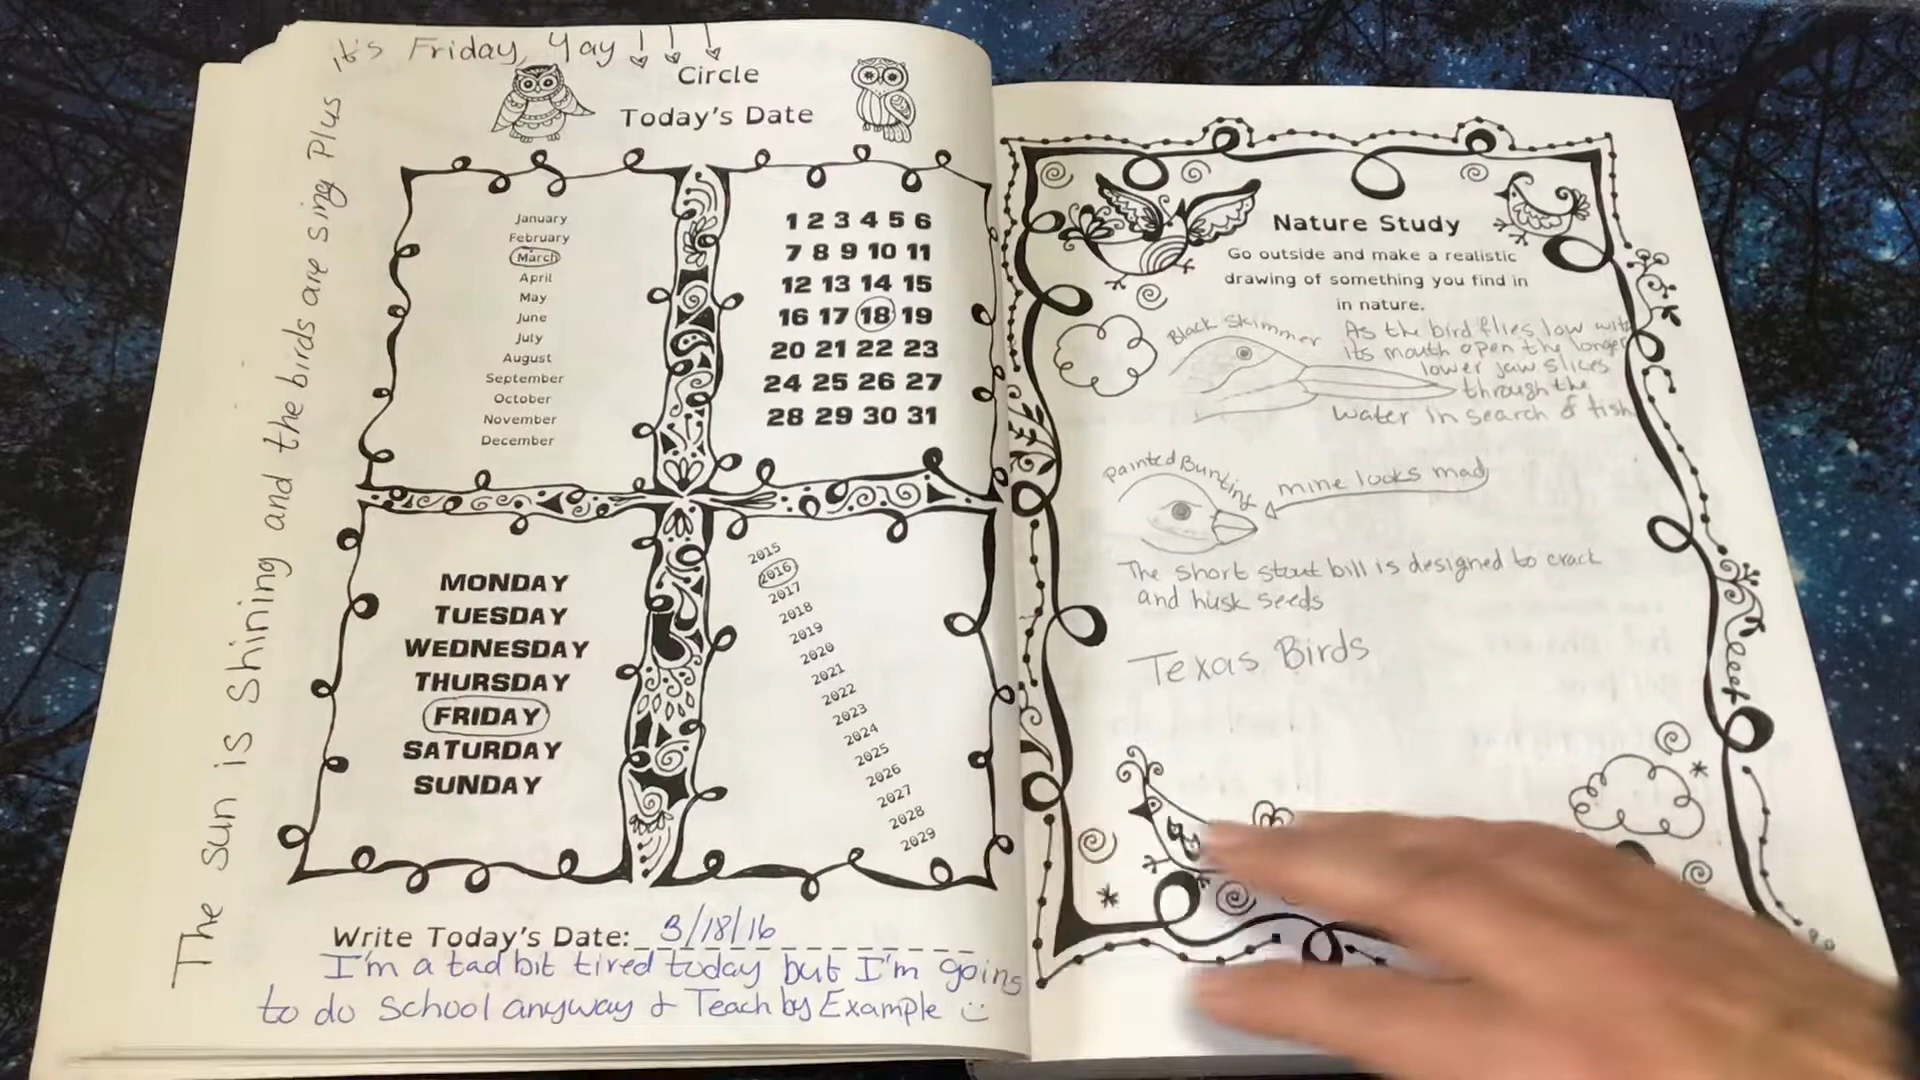 It's Friday, Yay !!!
The sun is shining and the birds are sing Plus
Circle
Today's Date
January
February
March
April
May
June
July
August
September
October
November
December
1 2 3 4 5 6
7 8 9 10 11
12 13 14 15
16 17 18 19
20 21 22 23
24 25 26 27
28 29 30 31
MONDAY
TUESDAY
WEDNESDAY
THURSDAY
FRIDAY
SATURDAY
SUNDAY
2015
2016
2017
2018
2019
2020
2021
2022
2023
2024
2025
2026
2027
2028
2029
Write Today's Date: 3/18/16
I'm a tad bit tired today but I'm going
to do school anyway & Teach by Example
Nature Study
Go outside and make a realistic
drawing of something you find in
in nature.
Black Skimmer
As the bird flies low with
its mouth open the longer
lower jaw slices
through the
water in search of fish
Painted Bunting
mine looks mad
The short stout bill is designed to crack
and husk seeds
Texas Birds